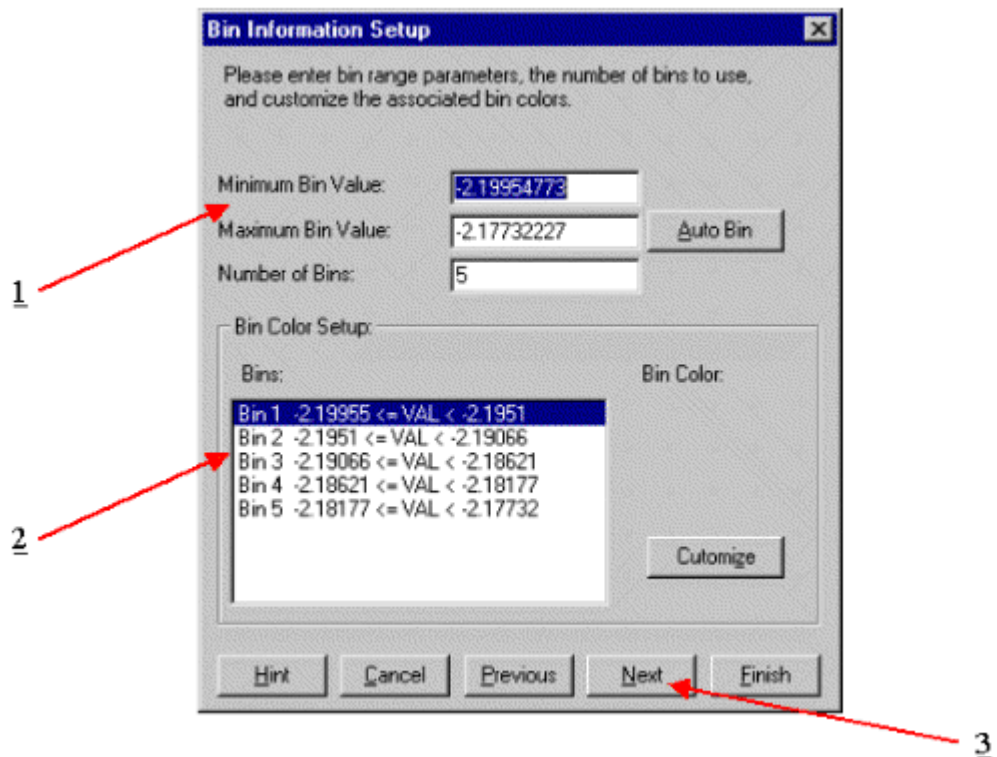 Bin Information Setup
Please enter bin range parameters, the number of bins to use,
and customize the associated bin colors.
Minimum Bin Value: -2.19954773
Maximum Bin Value: -2.17732227 Auto Bin
1
Number of Bins: 5
Bin Color Setup:
Bins: Bin Color:
Bin 1 -2.19955 <= VAL < -2.1951
Bin 2 -2.1951 <= VAL < -2.19066
Bin 3 -2.19066 <= VAL < -2.18621
Bin 4 -2.18621 <= VAL < -2.18177
Bin 5 -2.18177 <= VAL < -2.17732
2
Cutomize
Hint Cancel Previous Next Finish
3